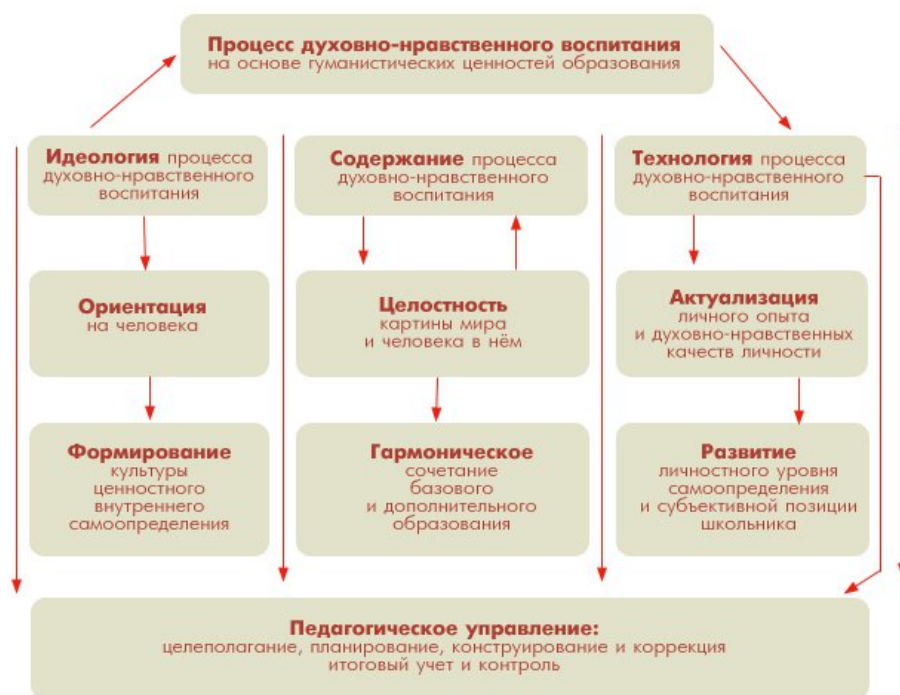 Процесс духовно-нравственного воспитания
на основе гуманистических ценностей образования
Идеология процесса
духовно-нравственного
воспитания
Содержание процесса
духовно-нравственного
воспитания
Технология процесса
духовно-нравственного
воспитания
Ориентация
на человека
Целостность
картины мира
и человека в нём
Актуализация
личного опыта
и духовно-нравственных
качеств личности
Формирование
культуры
ценностного
внутреннего
самоопределения
Гармоническое
сочетание
базового
и дополнительного
образования
Развитие
личностного уровня
самоопределения
и субъективной позиции
школьника
Педагогическое управление:
целеполагание, планирование, конструирование и коррекция
итоговый учет и контроль